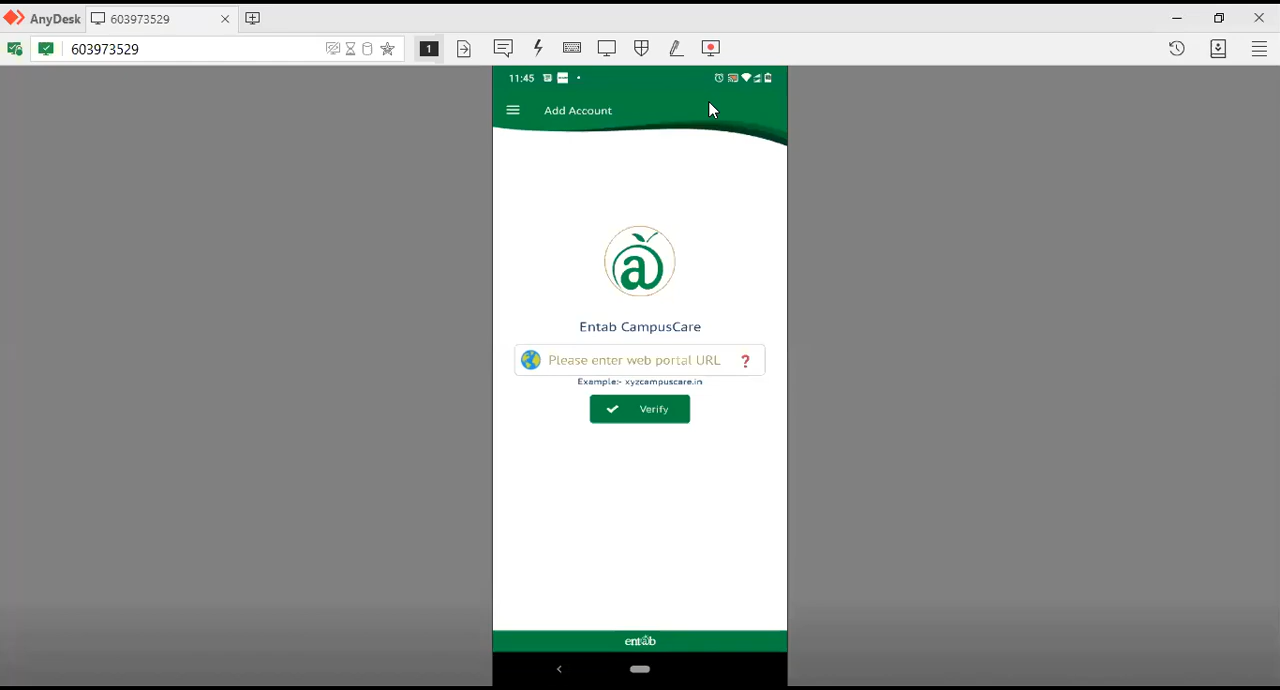 AnyDesk
603973529
603973529
1
11:45
Add Account
a
Entab CampusCare
Please enter web portal URL ?
Example:- xyzcampuscare.in
Verify
entab